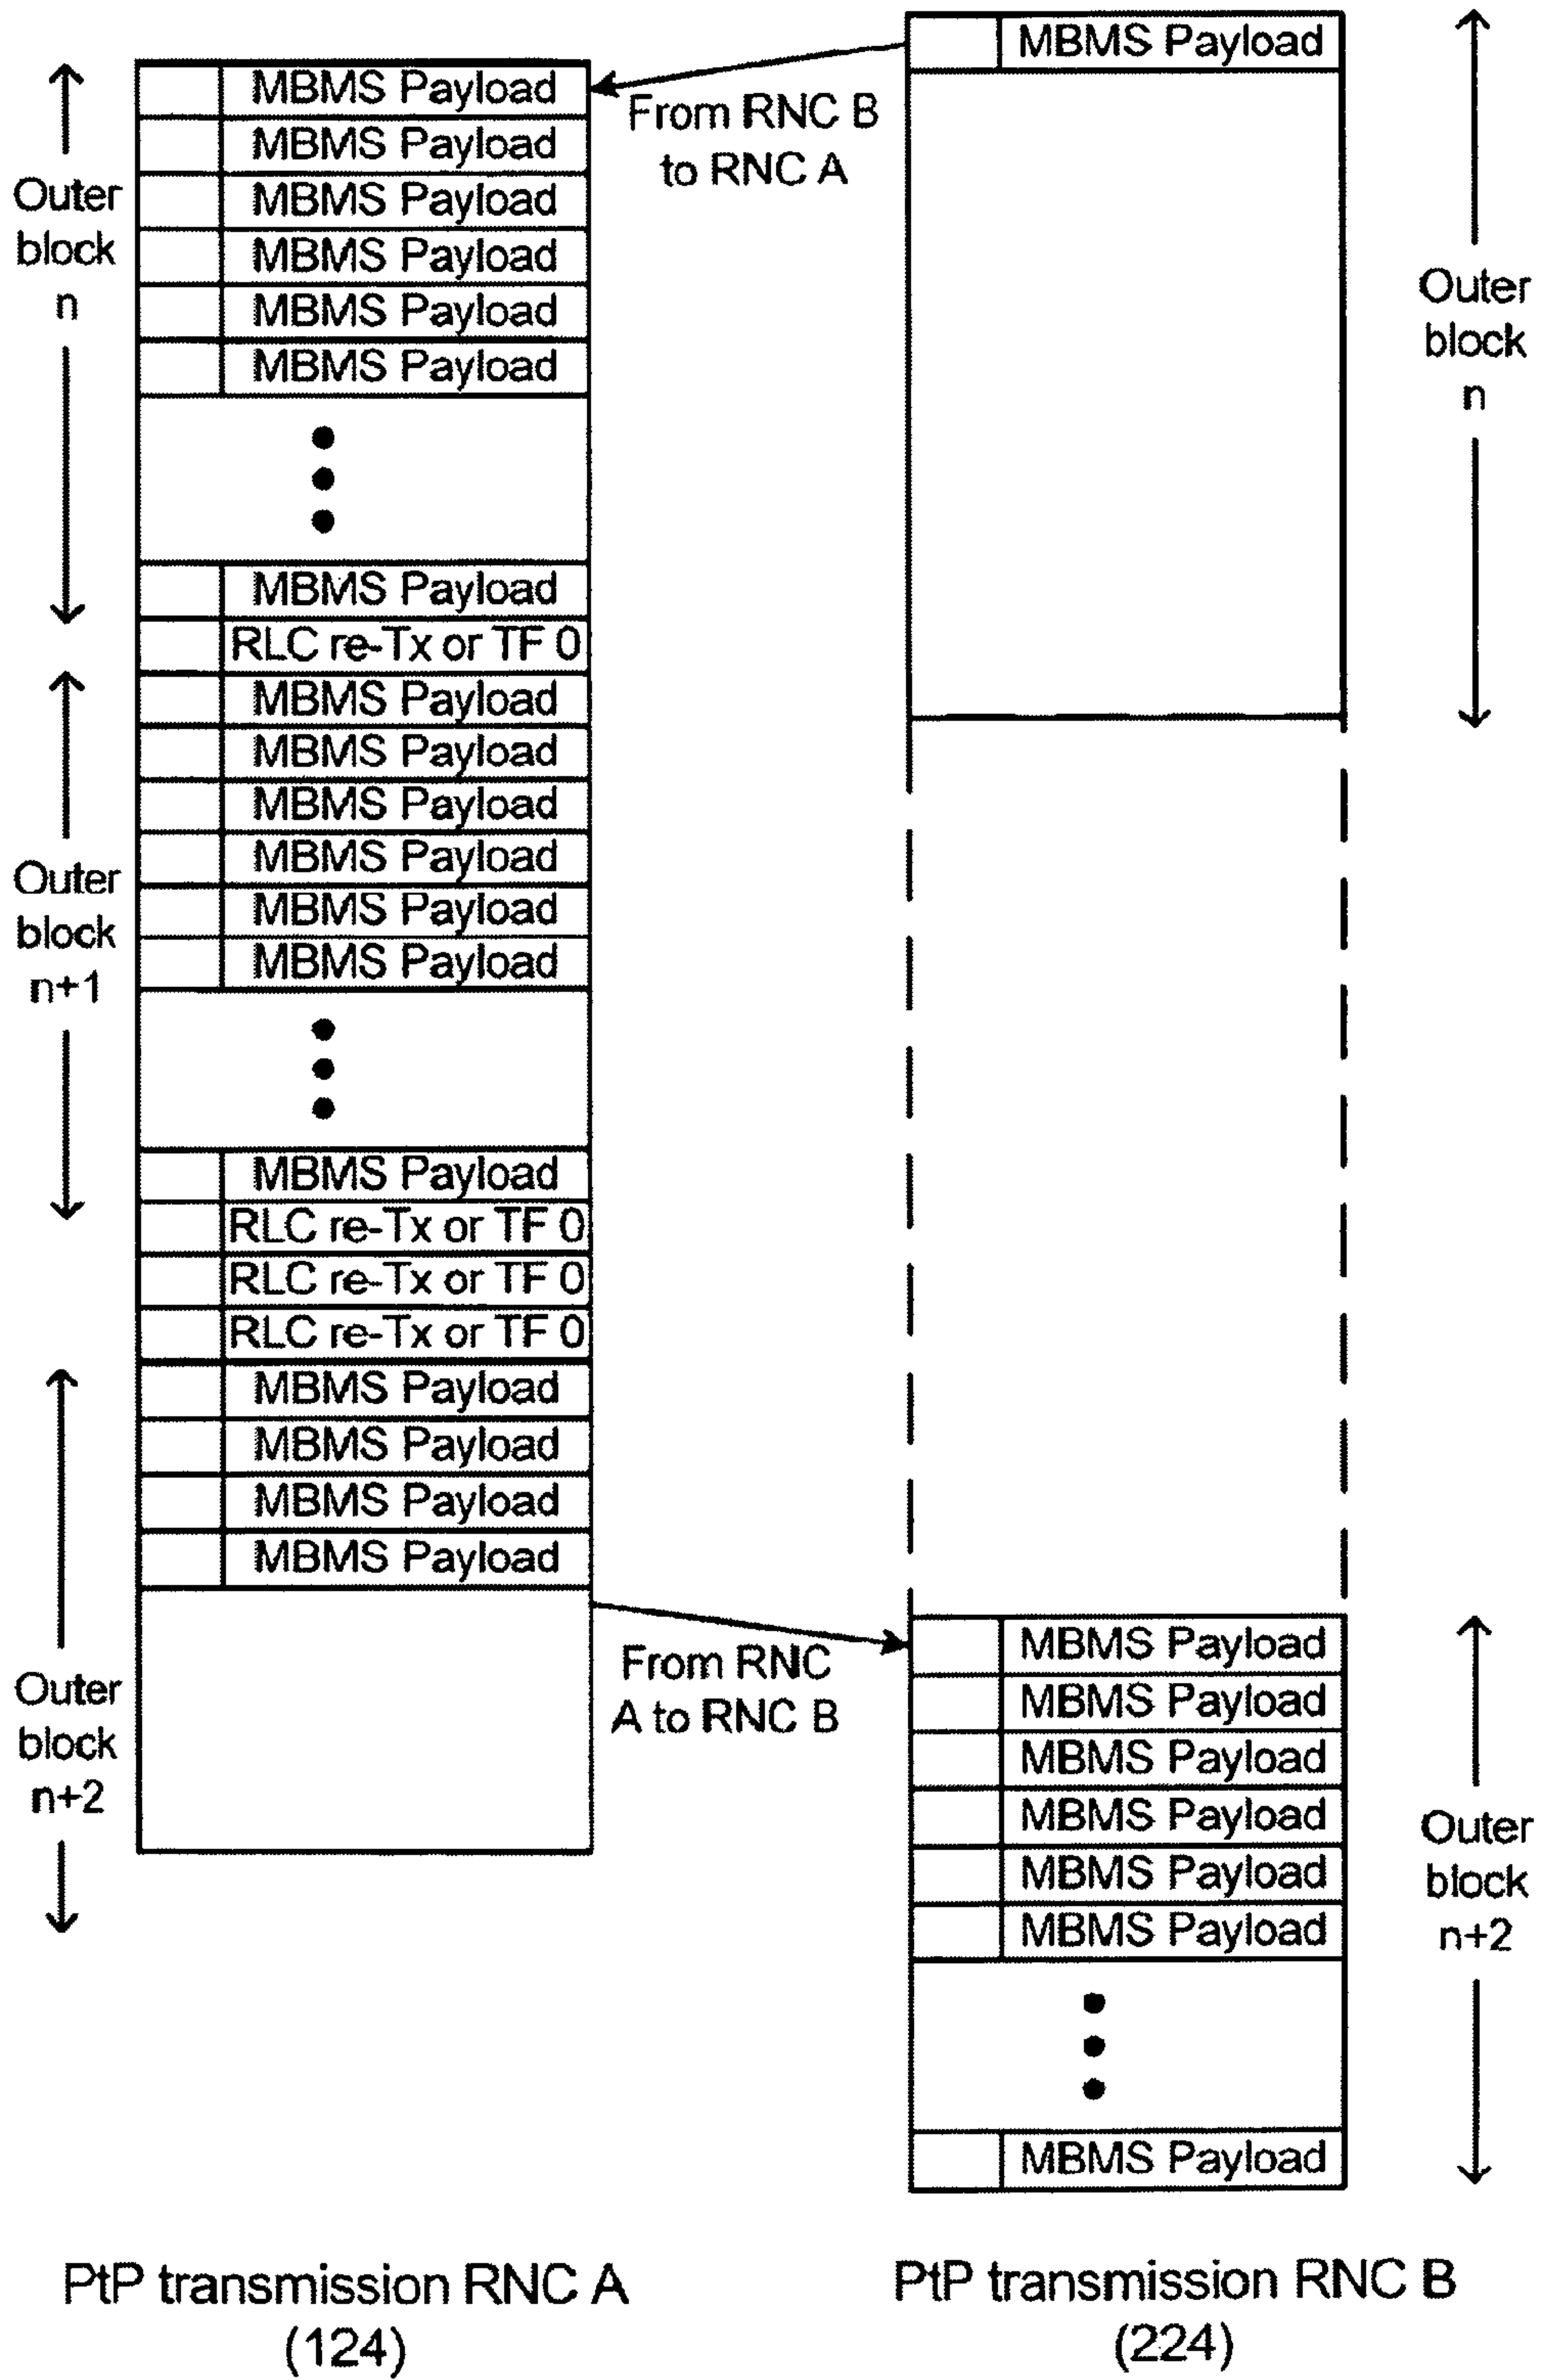 MBMS Payload
From RNC B
to RNC A
Outer
block
n
MBMS Payload
MBMS Payload
MBMS Payload
MBMS Payload
MBMS Payload
MBMS Payload
MBMS Payload
RLC re-Tx or TF 0
Outer
block
n
Outer
block
n+1
MBMS Payload
MBMS Payload
MBMS Payload
MBMS Payload
MBMS Payload
MBMS Payload
MBMS Payload
RLC re-Tx or TF 0
RLC re-Tx or TF 0
RLC re-Tx or TF 0
Outer
block
n+2
MBMS Payload
MBMS Payload
MBMS Payload
MBMS Payload
From RNC
A to RNC B
MBMS Payload
MBMS Payload
MBMS Payload
MBMS Payload
MBMS Payload
MBMS Payload
MBMS Payload
Outer
block
n+2
PtP transmission RNC A
(124)
PtP transmission RNC B
(224)